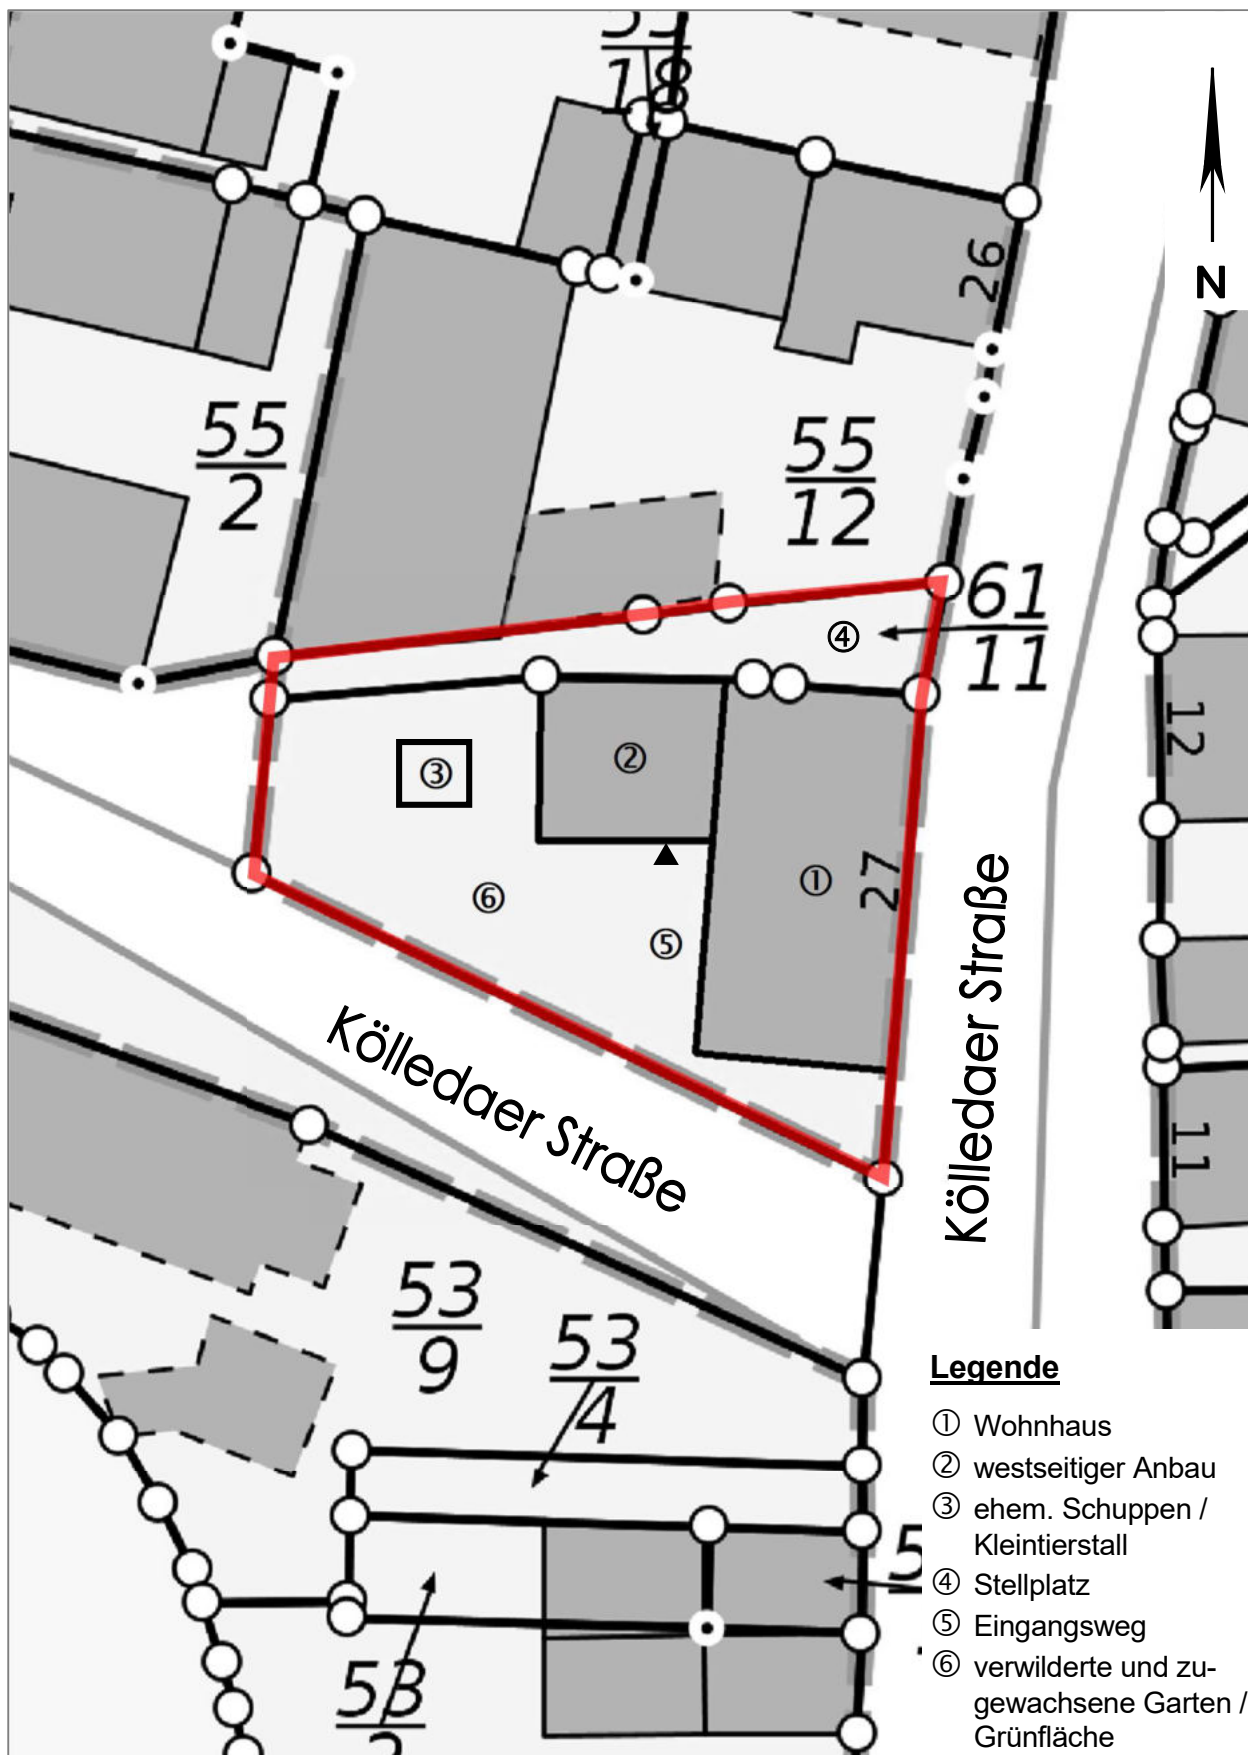 55
18
N
26
55
2
55
12
61
11
④
12
②
③
①
27
⑥
⑤
Kölledaer Straße
Kölledaer Straße
11
53
9
53
4
Legende
① Wohnhaus
② westseitiger Anbau
③ ehem. Schuppen /
Kleintierstall
④ Stellplatz
⑤ Eingangsweg
⑥ verwilderte und zu-
gewachsene Garten /
Grünfläche
5
53